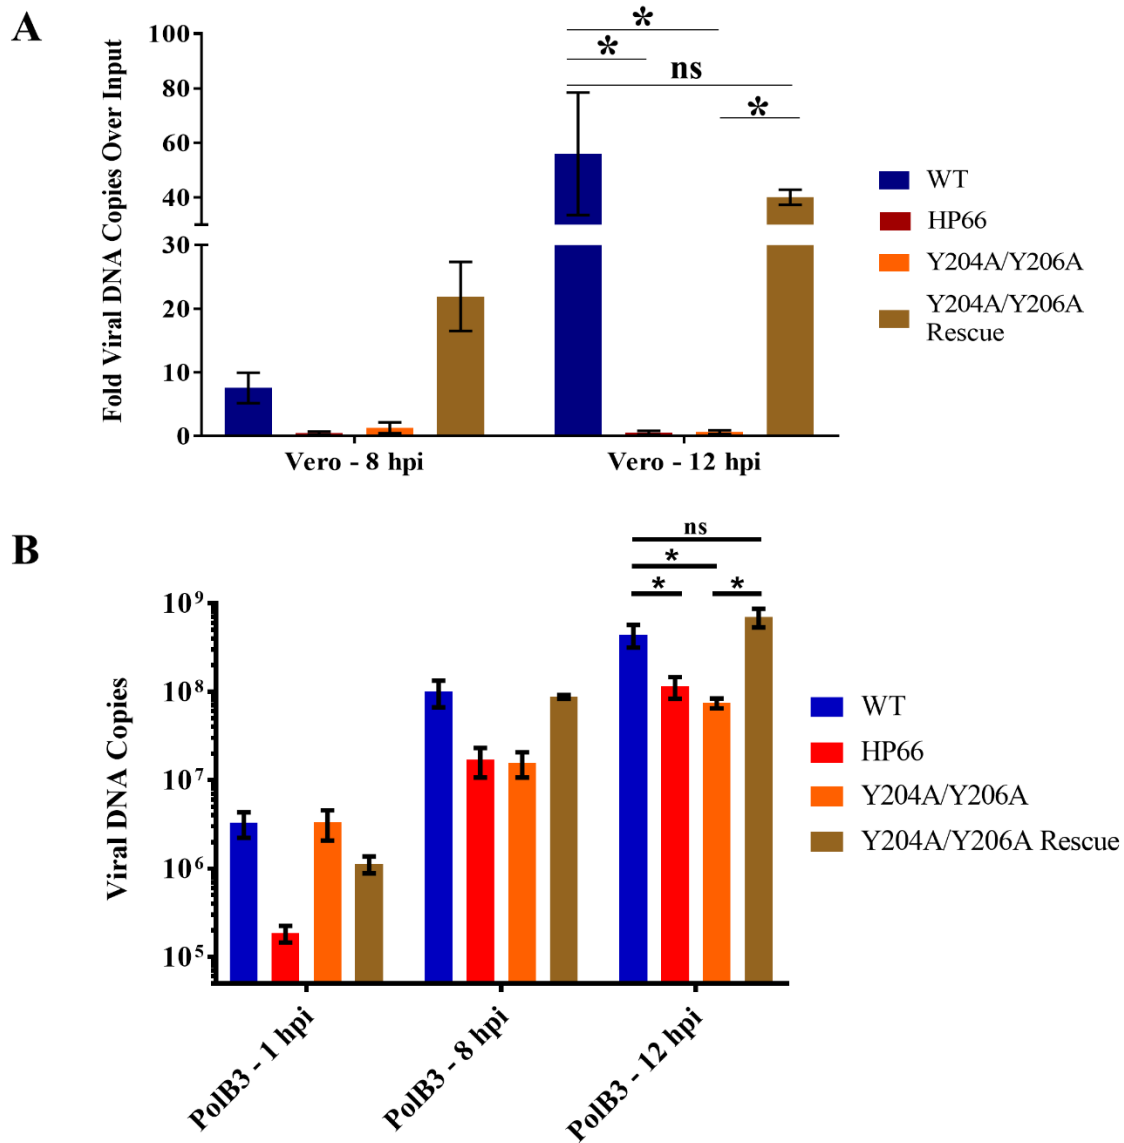 A
Fold Viral DNA Copies Over Input
100
80
60
40
30
20
10
0
*
*
ns
*
Vero - 8 hpi
Vero - 12 hpi
WT
HP66
Y204A/Y206A
Y204A/Y206A
Rescue
B
Viral DNA Copies
10⁹
10⁸
10⁷
10⁶
10⁵
ns
*
*
*
PolB3 - 1 hpi
PolB3 - 8 hpi
PolB3 - 12 hpi
WT
HP66
Y204A/Y206A
Y204A/Y206A Rescue